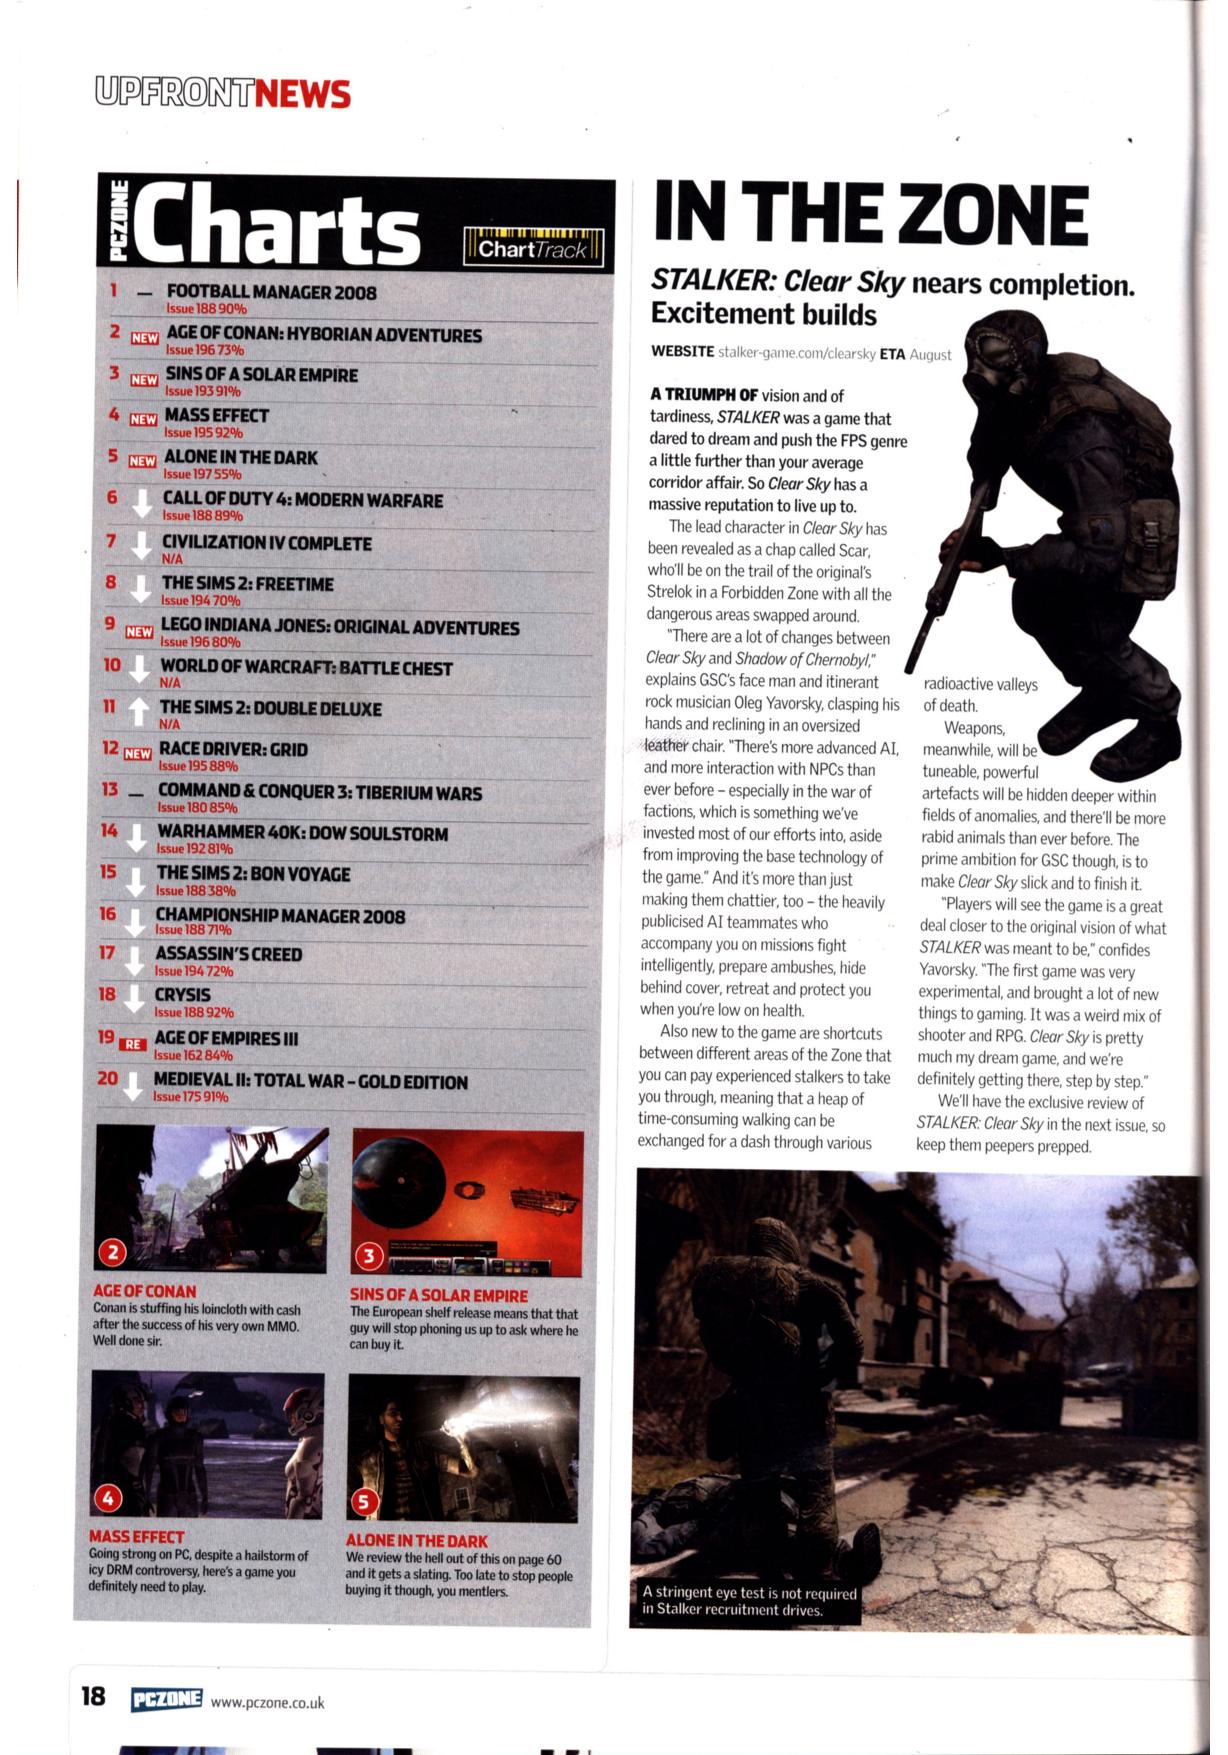 UPFRONTNEWS
PCZONE Charts
ChartTrack
1 – FOOTBALL MANAGER 2008
Issue 188 90%
2 NEW AGE OF CONAN: HYBORIAN ADVENTURES
Issue 196 73%
3 NEW SINS OF A SOLAR EMPIRE
Issue 193 91%
4 NEW MASS EFFECT
Issue 195 92%
5 NEW ALONE IN THE DARK
Issue 197 55%
6 CALL OF DUTY 4: MODERN WARFARE
Issue 188 89%
7 CIVILIZATION IV COMPLETE
N/A
8 THE SIMS 2: FREETIME
Issue 194 70%
9 NEW LEGO INDIANA JONES: ORIGINAL ADVENTURES
Issue 196 80%
10 WORLD OF WARCRAFT: BATTLE CHEST
N/A
11 THE SIMS 2: DOUBLE DELUXE
N/A
12 NEW RACE DRIVER: GRID
Issue 195 88%
13 – COMMAND & CONQUER 3: TIBERIUM WARS
Issue 180 85%
14 WARHAMMER 40K: DOW SOULSTORM
Issue 192 81%
15 THE SIMS 2: BON VOYAGE
Issue 188 38%
16 CHAMPIONSHIP MANAGER 2008
Issue 188 71%
17 ASSASSIN'S CREED
Issue 194 72%
18 CRYSIS
Issue 188 92%
19 RE AGE OF EMPIRES III
Issue 162 84%
20 MEDIEVAL II: TOTAL WAR – GOLD EDITION
Issue 175 91%
2
AGE OF CONAN
Conan is stuffing his loincloth with cash
after the success of his very own MMO.
Well done sir.
3
SINS OF A SOLAR EMPIRE
The European shelf release means that that
guy will stop phoning us up to ask where he
can buy it.
4
MASS EFFECT
Going strong on PC, despite a hailstorm of
icy DRM controversy, here's a game you
definitely need to play.
5
ALONE IN THE DARK
We review the hell out of this on page 60
and it gets a slating. Too late to stop people
buying it though, you mentlers.
IN THE ZONE
STALKER: Clear Sky nears completion.
Excitement builds
WEBSITE stalker-game.com/clearsky ETA August
A TRIUMPH OF vision and of
tardiness, STALKER was a game that
dared to dream and push the FPS genre
a little further than your average
corridor affair. So Clear Sky has a
massive reputation to live up to.
The lead character in Clear Sky has
been revealed as a chap called Scar,
who'll be on the trail of the original's
Strelok in a Forbidden Zone with all the
dangerous areas swapped around.
"There are a lot of changes between
Clear Sky and Shadow of Chernobyl,"
explains GSC's face man and itinerant
rock musician Oleg Yavorsky, clasping his
hands and reclining in an oversized
leather chair. "There's more advanced AI,
and more interaction with NPCs than
ever before – especially in the war of
factions, which is something we've
invested most of our efforts into, aside
from improving the base technology of
the game." And it's more than just
making them chattier, too – the heavily
publicised AI teammates who
accompany you on missions fight
intelligently, prepare ambushes, hide
behind cover, retreat and protect you
when you're low on health.
Also new to the game are shortcuts
between different areas of the Zone that
you can pay experienced stalkers to take
you through, meaning that a heap of
time-consuming walking can be
exchanged for a dash through various
radioactive valleys
of death.
Weapons,
meanwhile, will be
tuneable, powerful
artefacts will be hidden deeper within
fields of anomalies, and there'll be more
rabid animals than ever before. The
prime ambition for GSC though, is to
make Clear Sky slick and to finish it.
"Players will see the game is a great
deal closer to the original vision of what
STALKER was meant to be," confides
Yavorsky. "The first game was very
experimental, and brought a lot of new
things to gaming. It was a weird mix of
shooter and RPG. Clear Sky is pretty
much my dream game, and we're
definitely getting there, step by step."
We'll have the exclusive review of
STALKER: Clear Sky in the next issue, so
keep them peepers prepped.
A stringent eye test is not required
in Stalker recruitment drives.
18 PCZONE www.pczone.co.uk